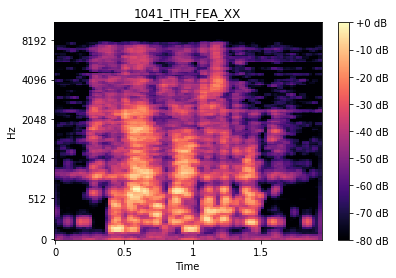 1041_ITH_FEA_XX
+0 dB
8192
-10 dB
4096
-20 dB
-30 dB
2048
Hz
-40 dB
1024
-50 dB
512
-60 dB
-70 dB
0
-80 dB
0
0.5
1
1.5
Time